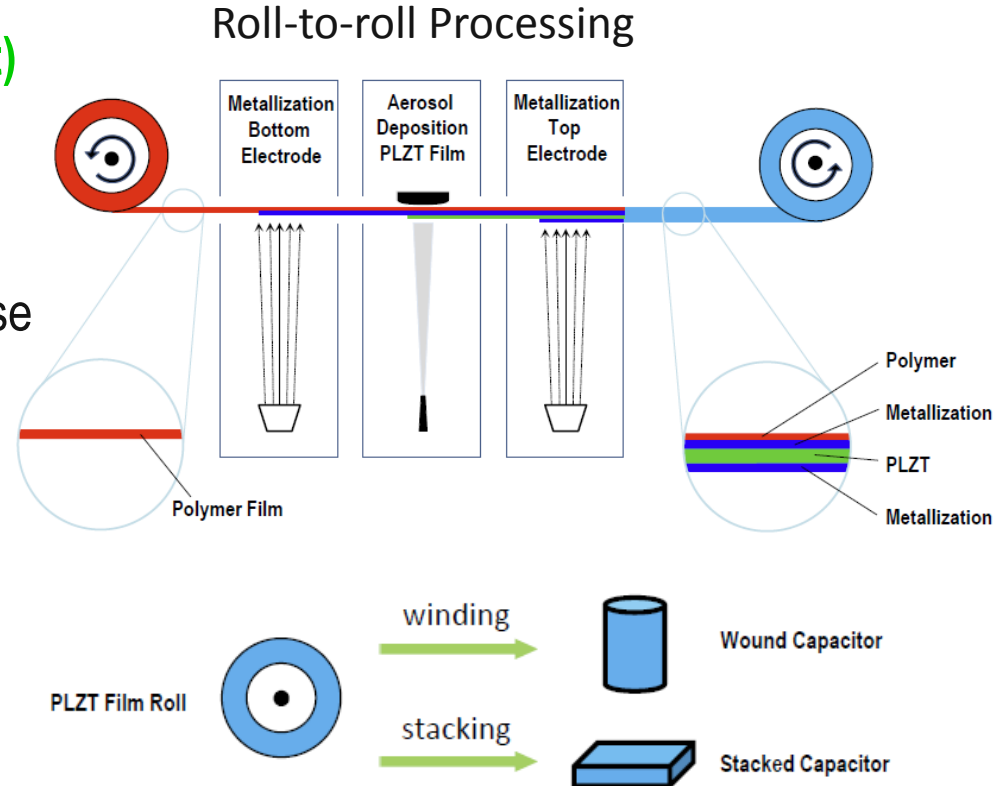 Roll-to-roll Processing
)
Metallization
Bottom
Electrode
Aerosol
Deposition
PLZT Film
Metallization
Top
Electrode
se
Polymer Film
Polymer
Metallization
PLZT
Metallization
PLZT Film Roll
winding
Wound Capacitor
stacking
Stacked Capacitor